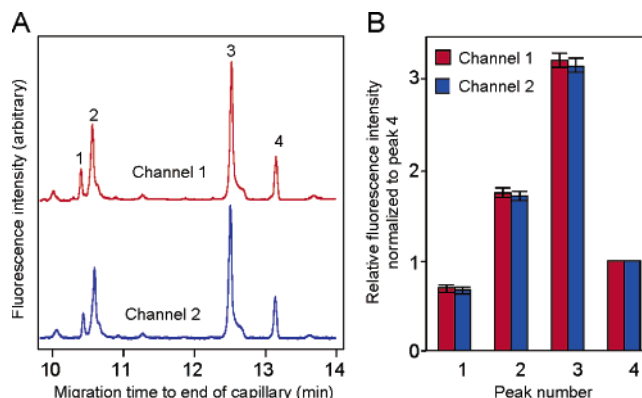 A
Fluorescence intensity (arbitrary)
1
2
3
4
Channel 1
Channel 2
10 11 12 13 14
Migration time to end of capillary (min)
B
Relative fluorescence intensity
normalized to peak 4
3
2
1
0
Channel 1
Channel 2
1 2 3 4
Peak number